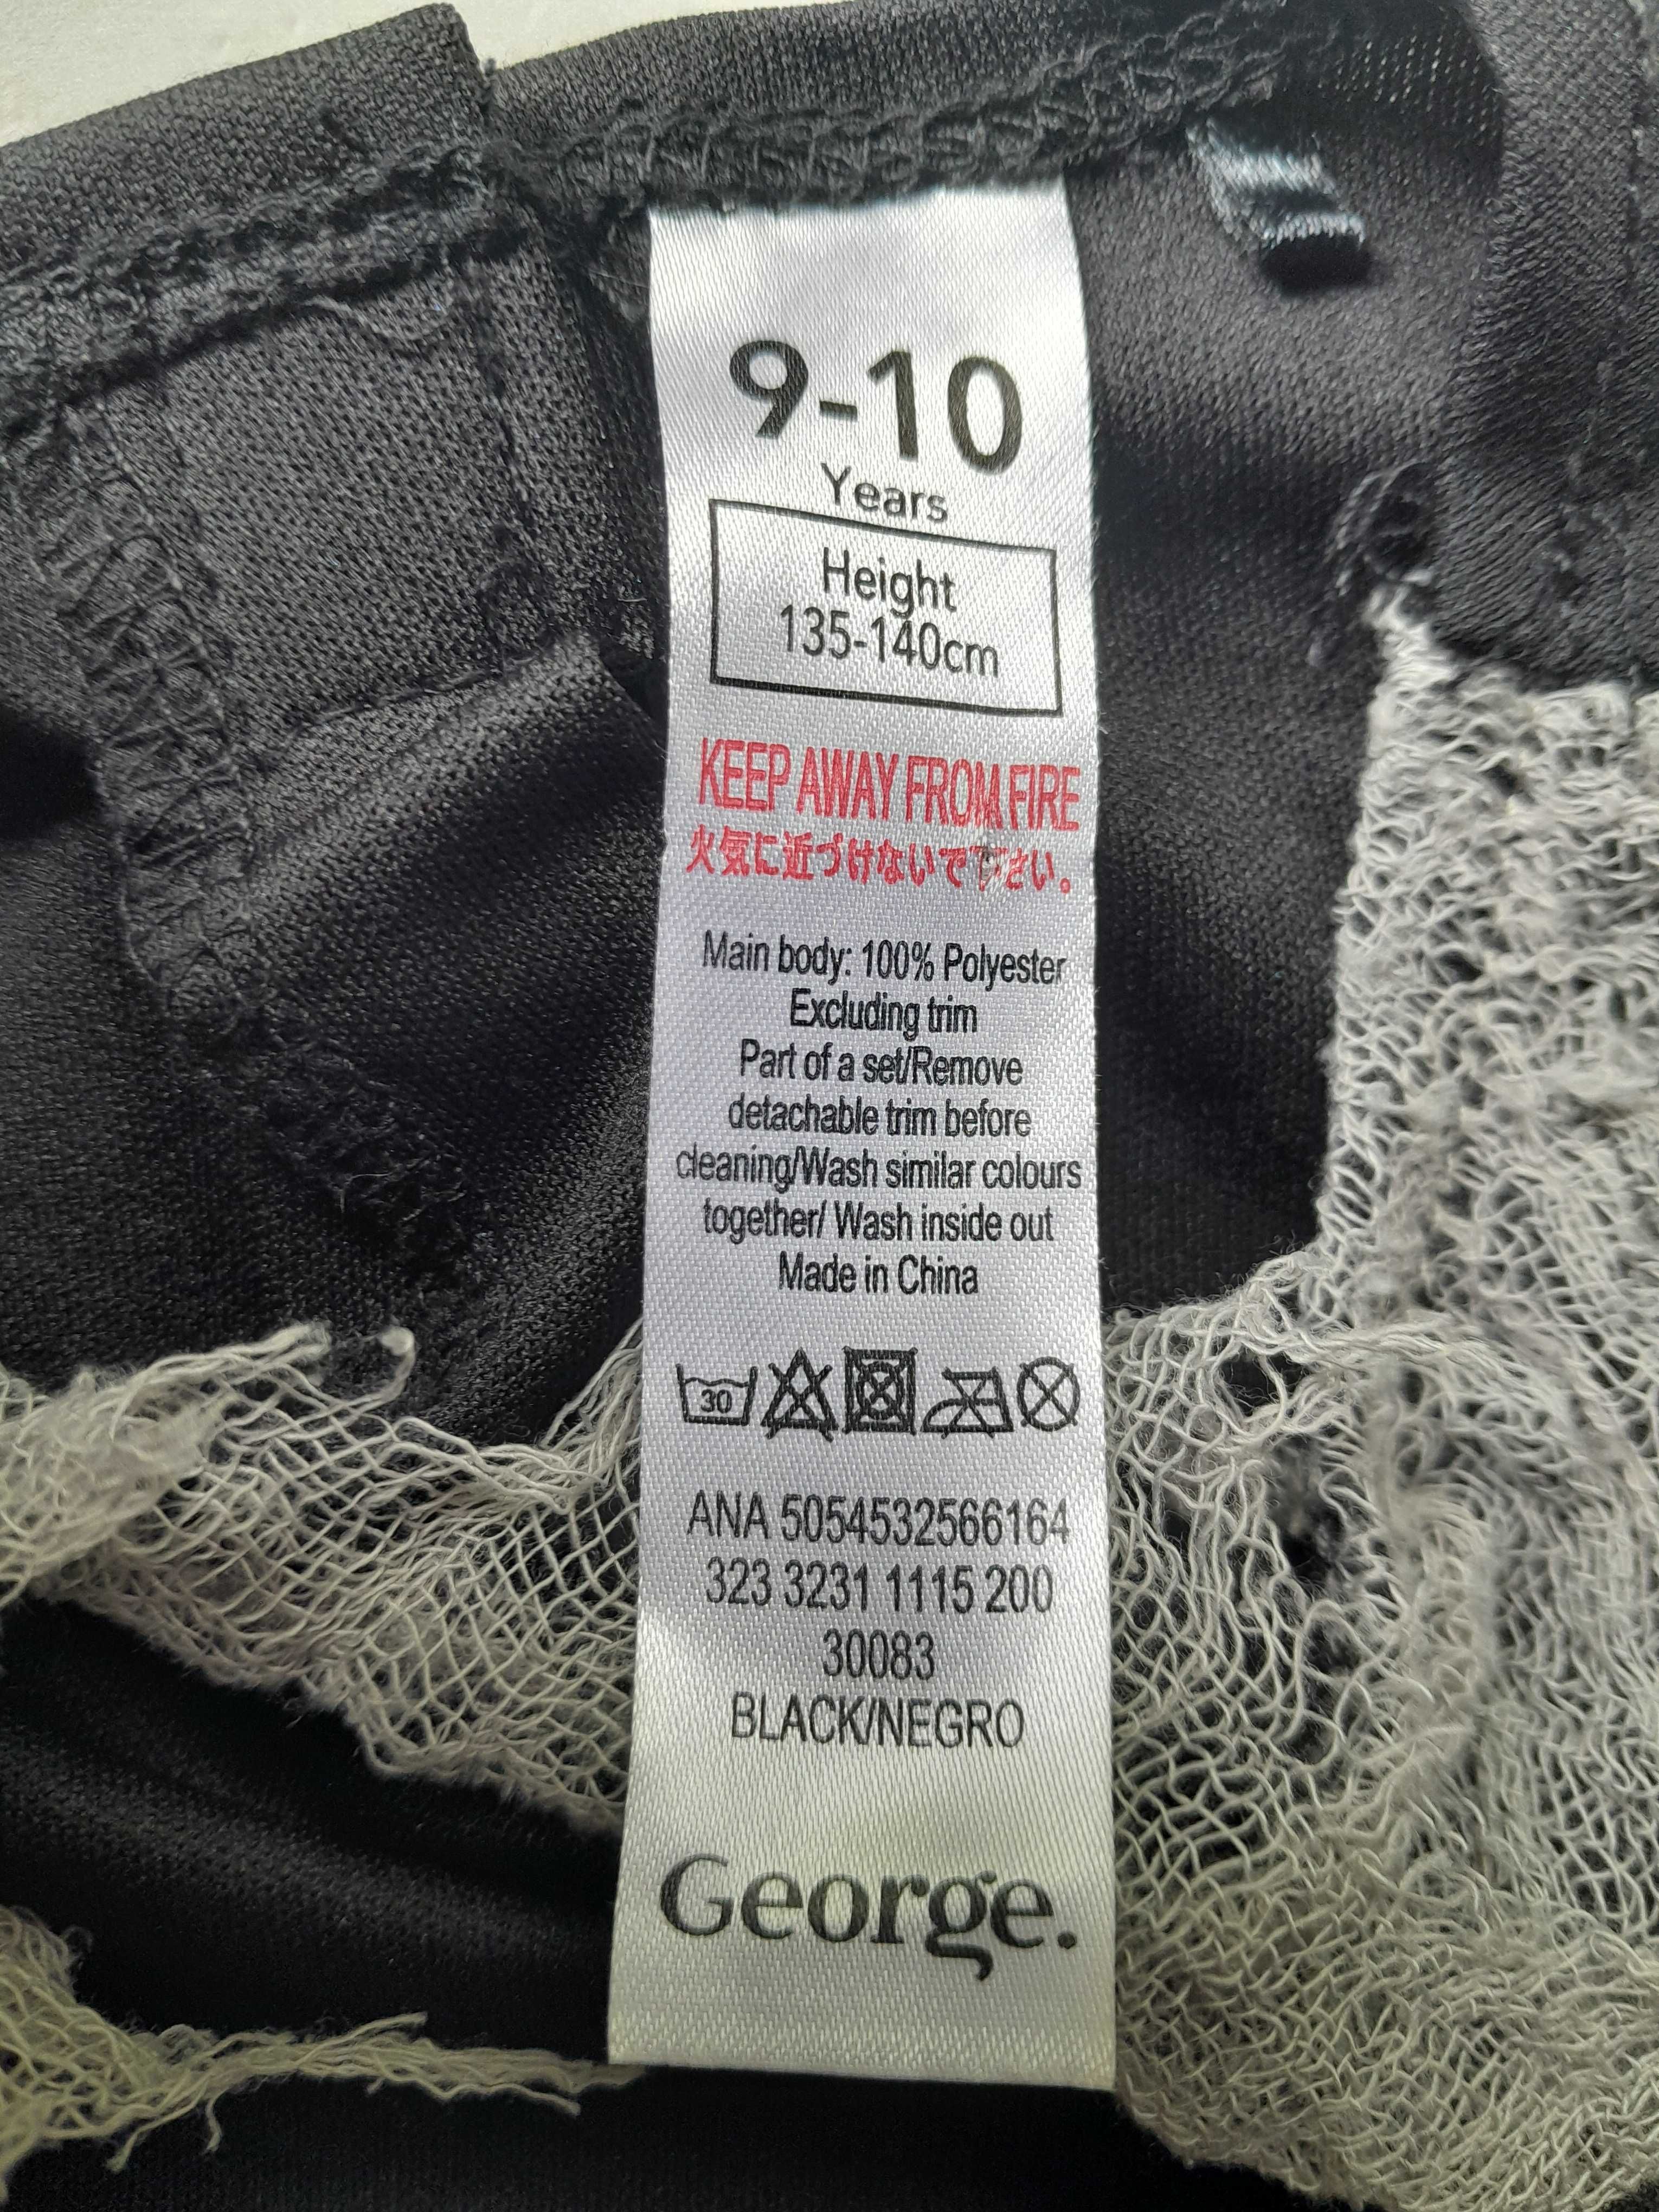 9-10
Years
Height
135-140cm
KEEP AWAY FROM FIRE
火気に近づけないで下さい。
Main body: 100% Polyester
Excluding trim
Part of a set/Remove
detachable trim before
cleaning/Wash similar colours
together/ Wash inside out
Made in China
30
ANA 5054532566164
323 3231 1115 200
30083
BLACK/NEGRO
George.